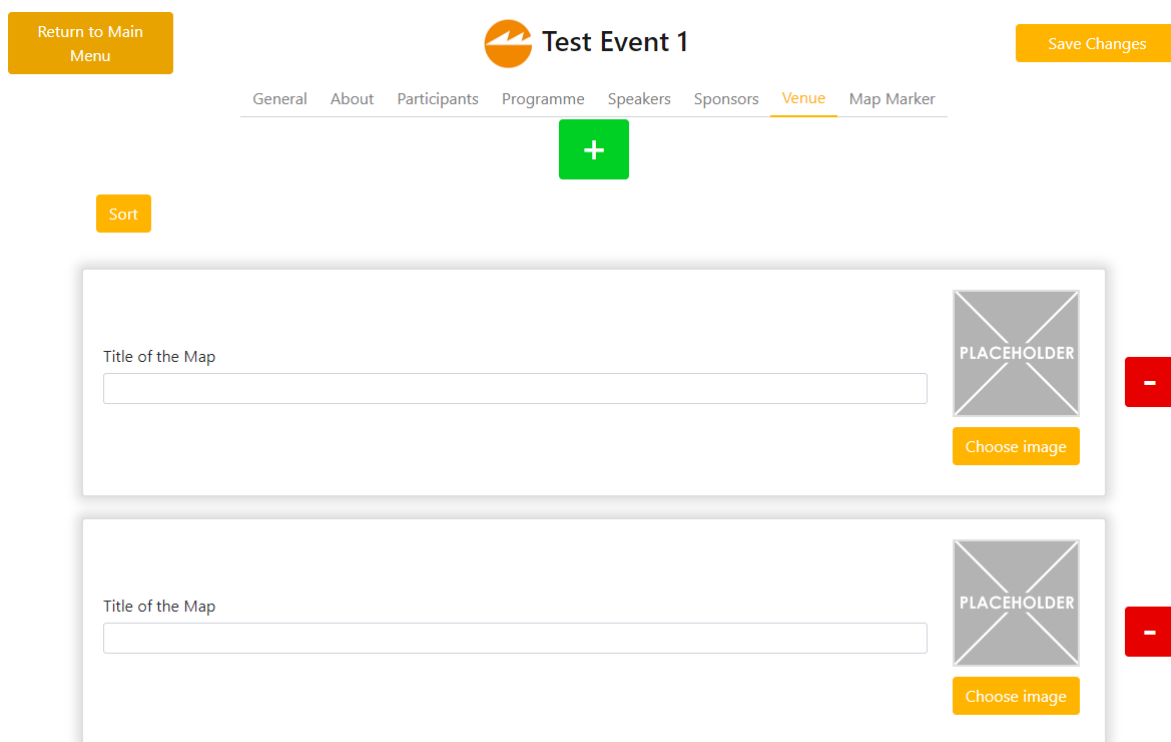 Return to Main
Menu
Test Event 1
Save Changes
General About Participants Programme Speakers Sponsors Venue Map Marker
+
Sort
Title of the Map
PLACEHOLDER
-
Choose image
Title of the Map
PLACEHOLDER
-
Choose image